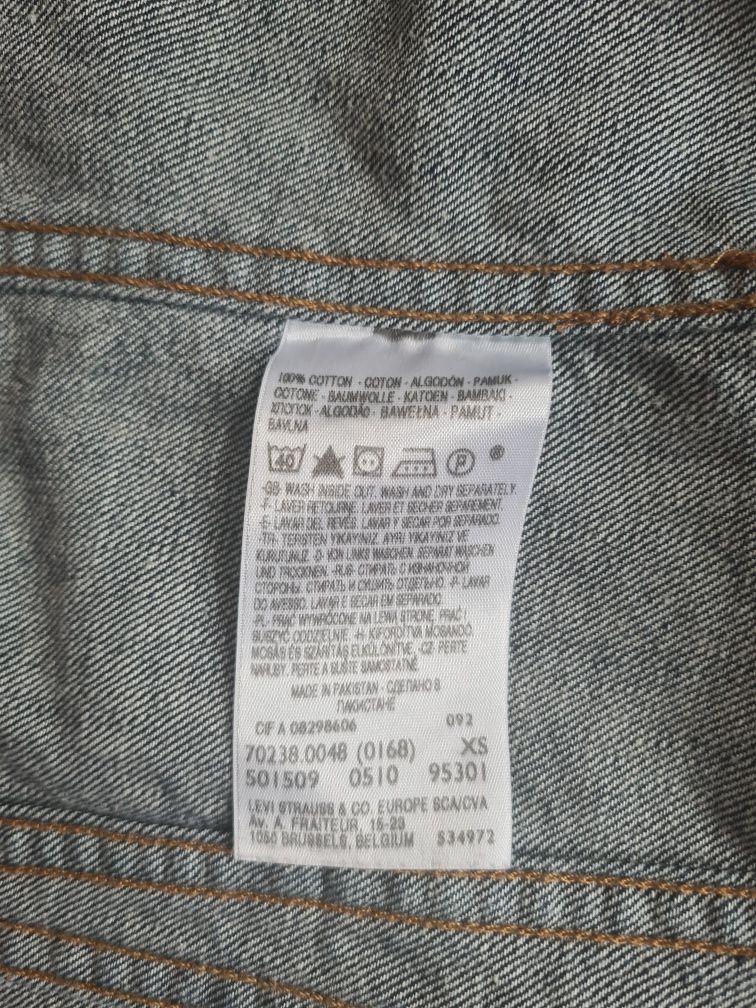 100% COTTON - COTON - ALGODÓN - PAMUK -
COTONE - BAUMWOLLE - KATOEN - BAMBAKI -
ХЛОПОК - ALGODÃO - BAWEŁNA - PAMUT -
BAVLNA
40 P ®
-GB- WASH INSIDE OUT. WASH AND DRY SEPARATELY.
-F- LAVER RETOURNE. LAVER ET SECHER SEPAREMENT.
-E- LAVAR DEL REVÉS. LAVAR Y SECAR POR SEPARADO.
-TR- TERSTEN YIKAYINIZ. AYRI YIKAYINIZ VE
KURUTUNUZ. -D- VON LINKS WASCHEN. SEPARAT WASCHEN
UND TROCKNEN. -RUS- СТИРАТЬ С ИЗНАНОЧНОЙ
СТОРОНЫ. СТИРАТЬ И СУШИТЬ ОТДЕЛЬНО. -P- LAVAR
DO AVESSO. LAVAR E SECAR EM SEPARADO.
-PL- PRAĆ WYWRÓCONE NA LEWĄ STRONĘ. PRAĆ I
SUSZYĆ ODDZIELNIE. -H- KIFORDÍTVA MOSANDÓ.
MOSÁS ÉS SZÁRÍTÁS ELKÜLÖNÍTVE. -CZ- PERTE
NARUBY. PERTE A SUŠTE SAMOSTATNĚ.
MADE IN PAKISTAN - СДЕЛАНО В
ПАКИСТАНЕ
CIF A 08298606 092
70238.0048 (0168) XS
501509 0510 95301
LEVI STRAUSS & CO. EUROPE SCA/CVA
Av. A. FRAITEUR, 15-23
1050 BRUSSELS, BELGIUM 534972